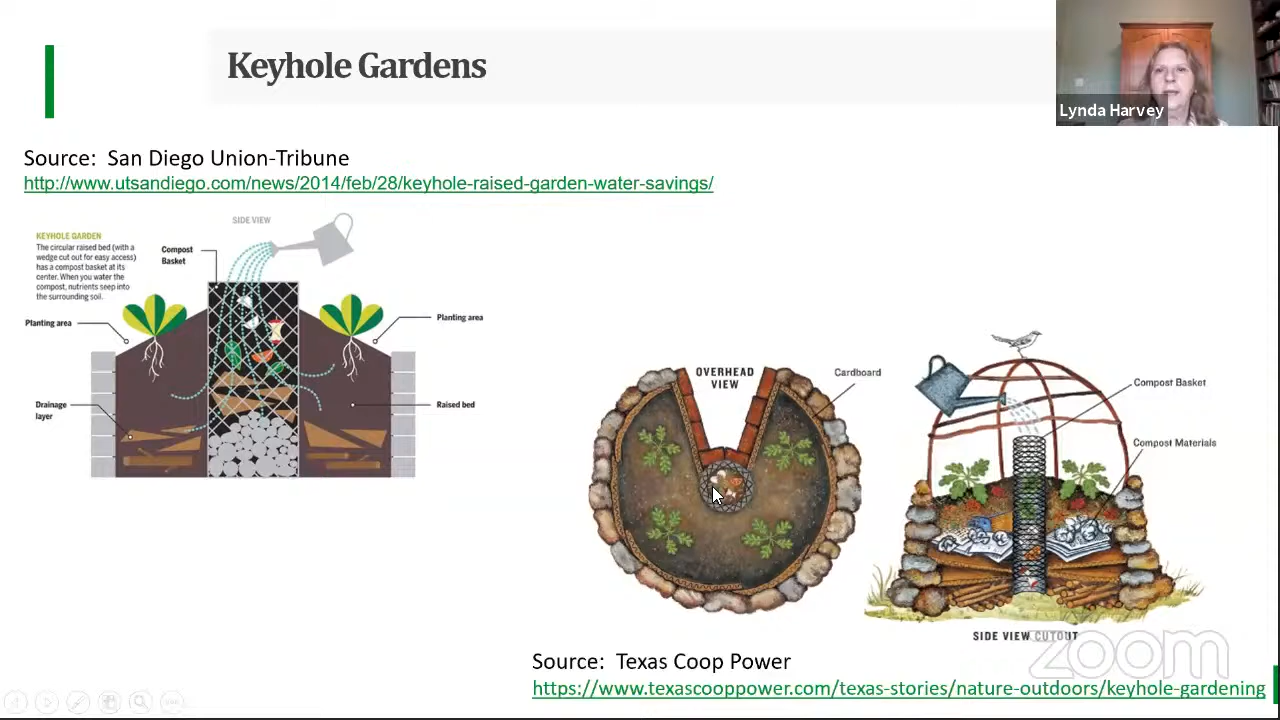 Keyhole Gardens
Lynda Harvey
Source: San Diego Union-Tribune
http://www.utsandiego.com/news/2014/feb/28/keyhole-raised-garden-water-savings/
SIDE VIEW
KEYHOLE GARDEN
The circular raised bed (with a
wedge cut out for easy access)
has a compost basket at its
center. When you water the
compost, nutrients seep into
the surrounding soil.
Compost
Basket
Planting area
Planting area
Drainage
layer
Raised bed
OVERHEAD
VIEW
Cardboard
Compost Basket
Compost Materials
SIDE VIEW CUTOUT
zoom
Source: Texas Coop Power
https://www.texascooppower.com/texas-stories/nature-outdoors/keyhole-gardening